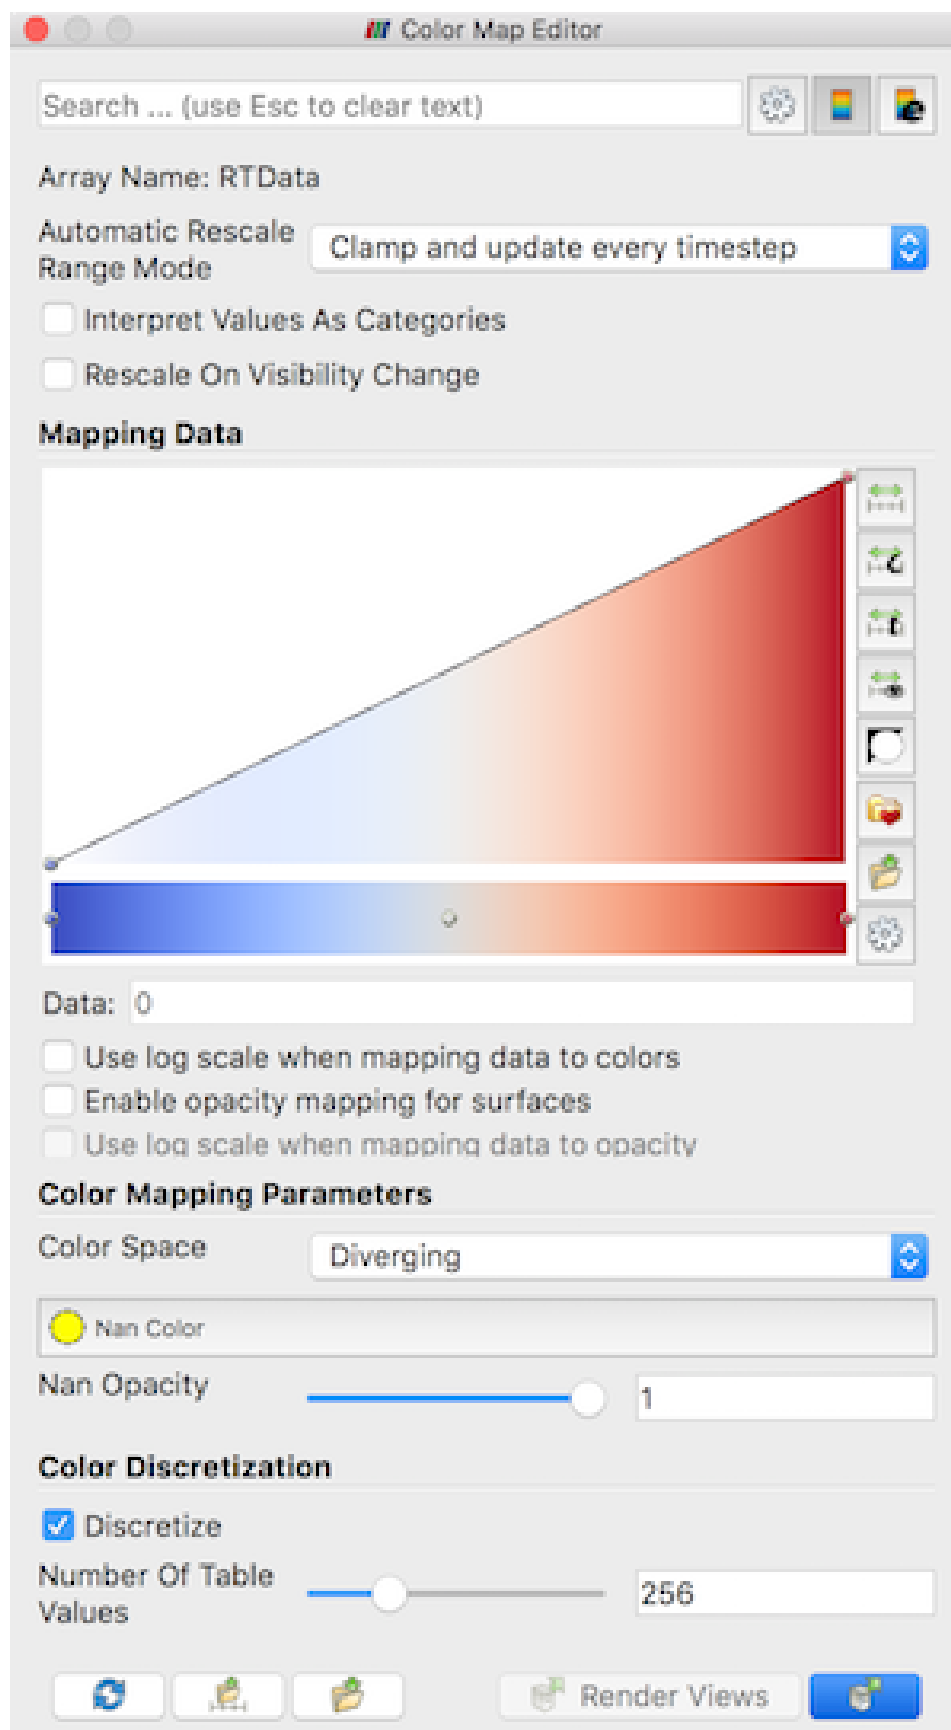 Color Map Editor
Search ... (use Esc to clear text)
Array Name: RTData
Automatic Rescale
Range Mode
Clamp and update every timestep
Interpret Values As Categories
Rescale On Visibility Change
Mapping Data
Data: 0
Use log scale when mapping data to colors
Enable opacity mapping for surfaces
Use log scale when mapping data to opacity
Color Mapping Parameters
Color Space
Diverging
Nan Color
Nan Opacity
1
Color Discretization
Discretize
Number Of Table
Values
256
Render Views